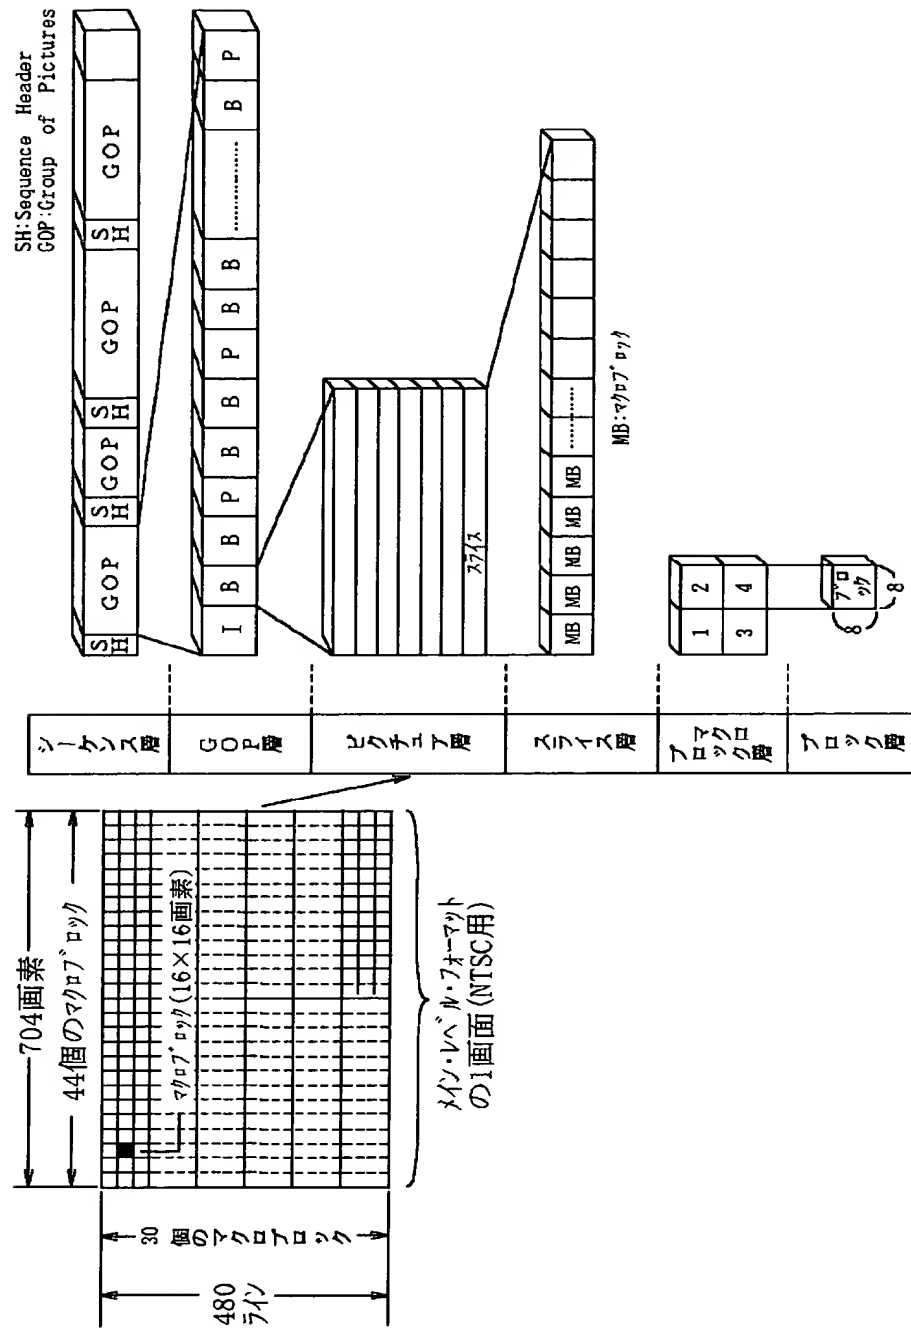 SH:Sequence Header
GOP:Group of Pictures
シーケンス層
SH
GOP
SH
GOP
SH
GOP
SH
GOP
GOP層
I
B
B
P
B
B
P
B
B
…………
B
P
ピクチュア層
スライス
スライス層
MB
MB
MB
MB
MB
…………
MB:マクロブロック
マクロ
ブロック層
1
2
3
4
ブロック層
ブロ
ック
8
8
704画素
44個のマクロブロック
マクロブロック(16×16画素)
480
ライン
30個のマクロブロック
メイン・レベル・フォーマット
の1画面(NTSC用)